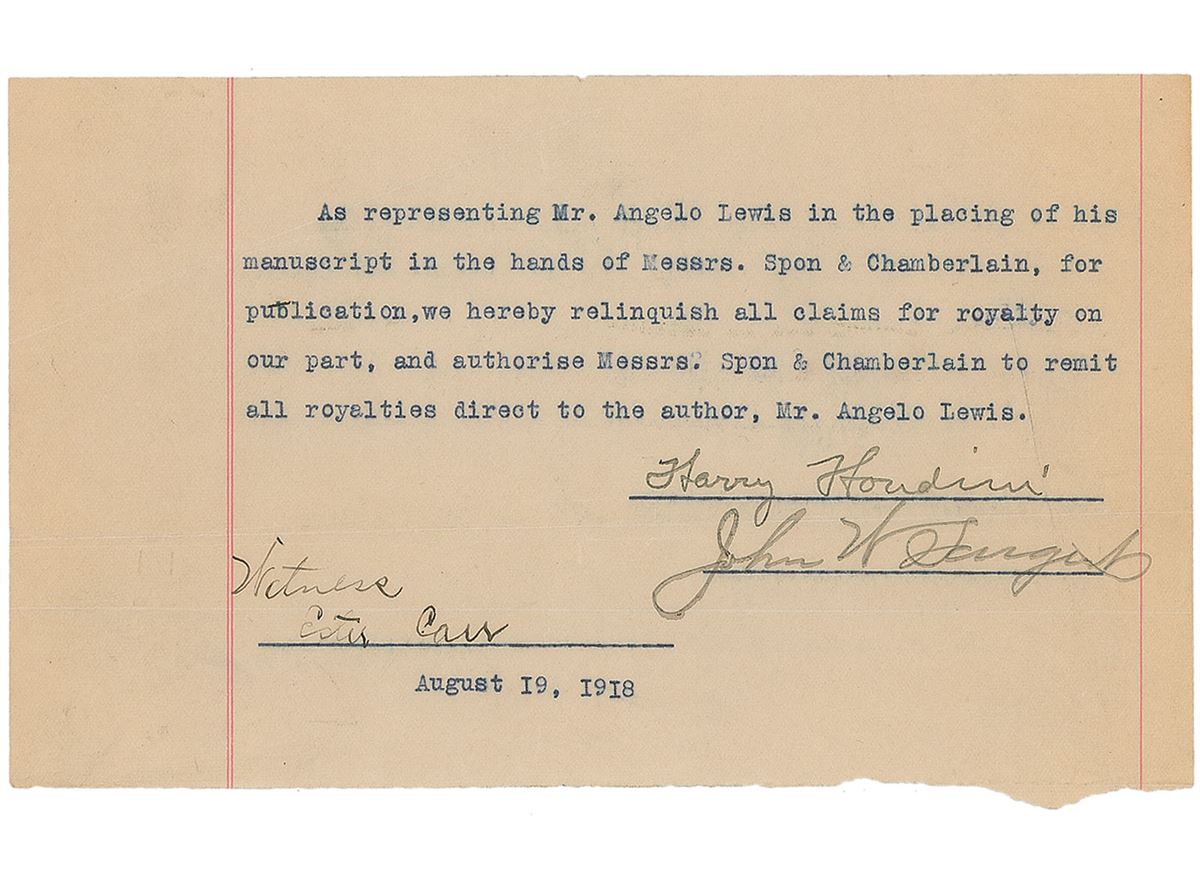 As representing Mr. Angelo Lewis in the placing of his
manuscript in the hands of Messrs. Spon & Chamberlain, for
publication,we hereby relinquish all claims for royalty on
our part, and authorise Messrs. Spon & Chamberlain to remit
all royalties direct to the author, Mr. Angelo Lewis.
Harry Houdini
John W Sargent
Witness
Ester Carr
August 19, 1918